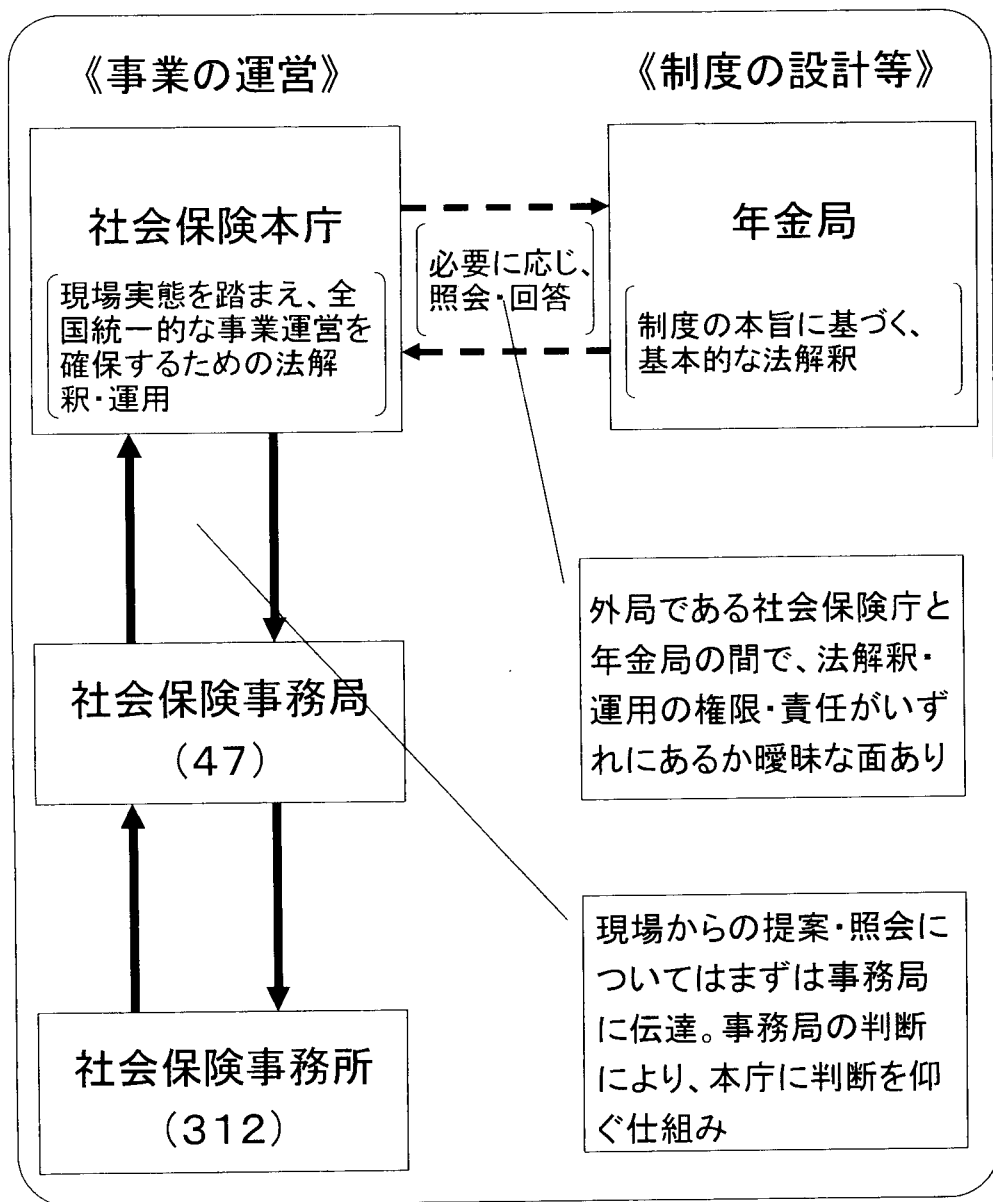 《事業の運営》
《制度の設計等》
社会保険本庁
現場実態を踏まえ、全
国統一的な事業運営を
確保するための法解
釈・運用
必要に応じ、
照会・回答
年金局
制度の本旨に基づく、
基本的な法解釈
社会保険事務局
(47)
外局である社会保険庁と
年金局の間で、法解釈・
運用の権限・責任がいず
れにあるか曖昧な面あり
社会保険事務所
(312)
現場からの提案・照会に
ついてはまずは事務局
に伝達。事務局の判断
により、本庁に判断を仰
ぐ仕組み